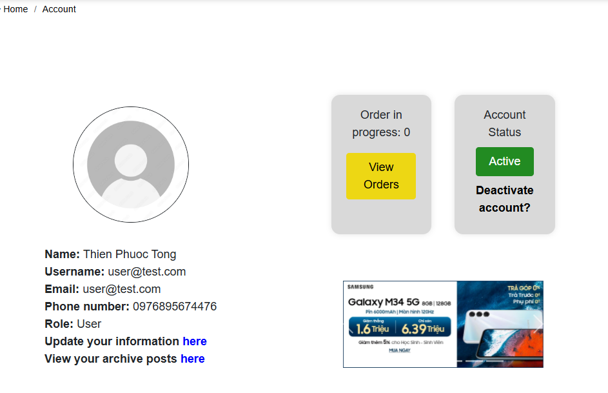 Home / Account
Order in
progress: 0
View
Orders
Account
Status
Active
Deactivate
account?
Name: Thien Phuoc Tong
Username: user@test.com
Email: user@test.com
Phone number: 0976895674476
Role: User
Update your information here
View your archive posts here
SAMSUNG
Galaxy M34 5G 8GB | 128GB
Pin 6000mAh | Màn hình 120Hz
Giảm thẳng
1.6 Triệu
Chỉ còn
6.39 Triệu
Giảm thêm 5% cho Học Sinh - Sinh Viên
MUA NGAY
TRẢ GÓP 0%
Trả Trước 0đ
Phụ phí 0đ